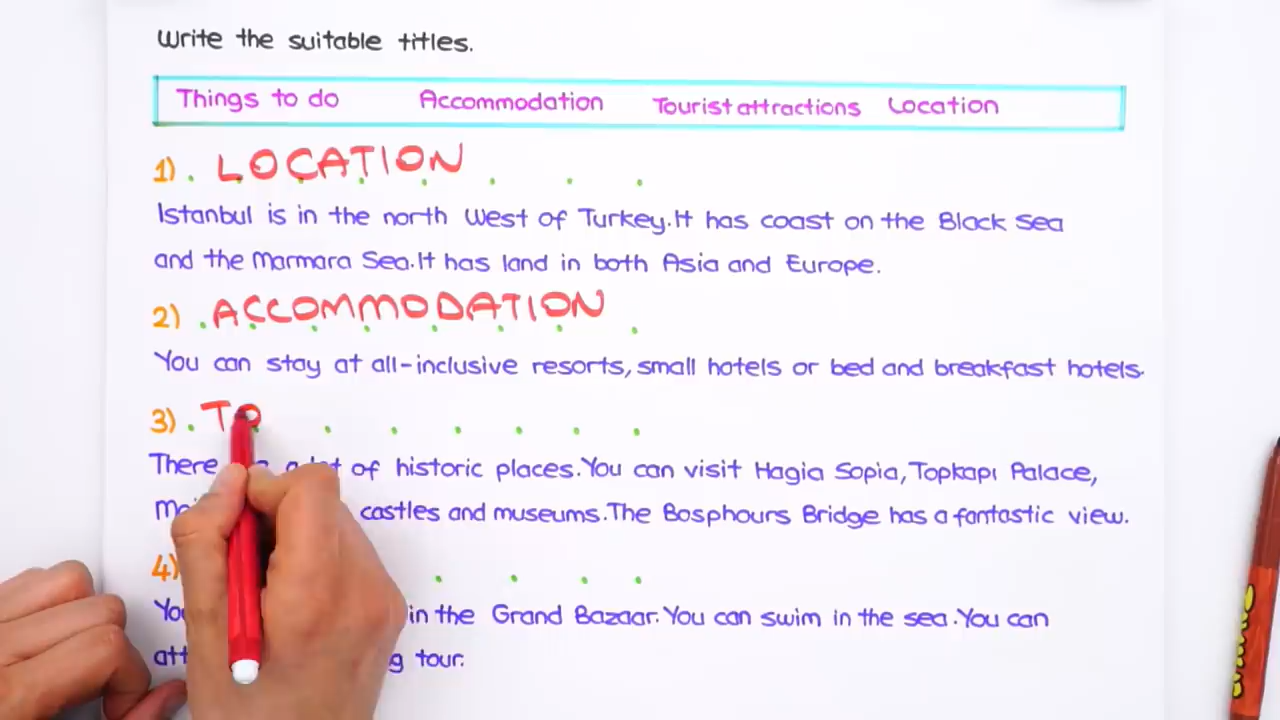 Write the suitable titles.
Things to do Accommodation Tourist attractions Location
1) . LOCATION . . .
Istanbul is in the north West of Turkey.It has coast on the Black Sea
and the Marmara Sea.It has land in both Asia and Europe.
2) . ACCOMMODATION .
You can stay at all-inclusive resorts, small hotels or bed and breakfast hotels.
3) . TO . . . . . .
There of historic places.You can visit Hagia Sopia, Topkapı Palace,
castles and museums.The Bosphours Bridge has a fantastic view.
4) . . . .
in the Grand Bazaar.You can swim in the sea.You can
tour.